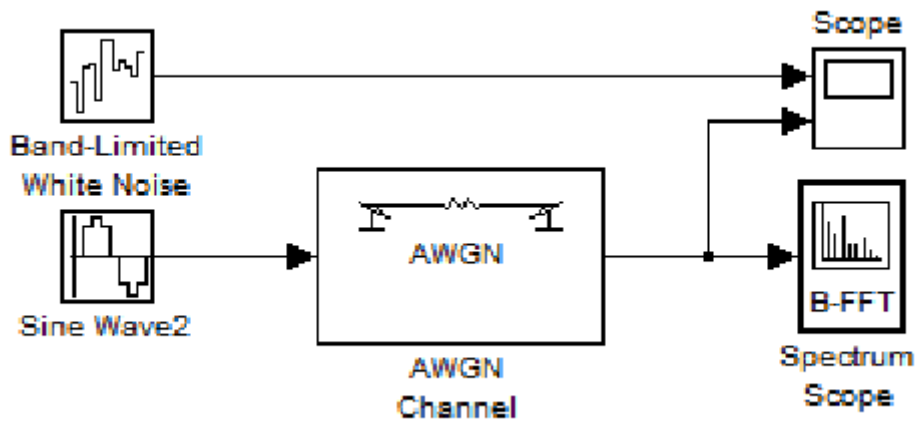 Scope
Band-Limited
White Noise
AWGN
Sine Wave2
AWGN
Channel
B-FFT
Spectrum
Scope